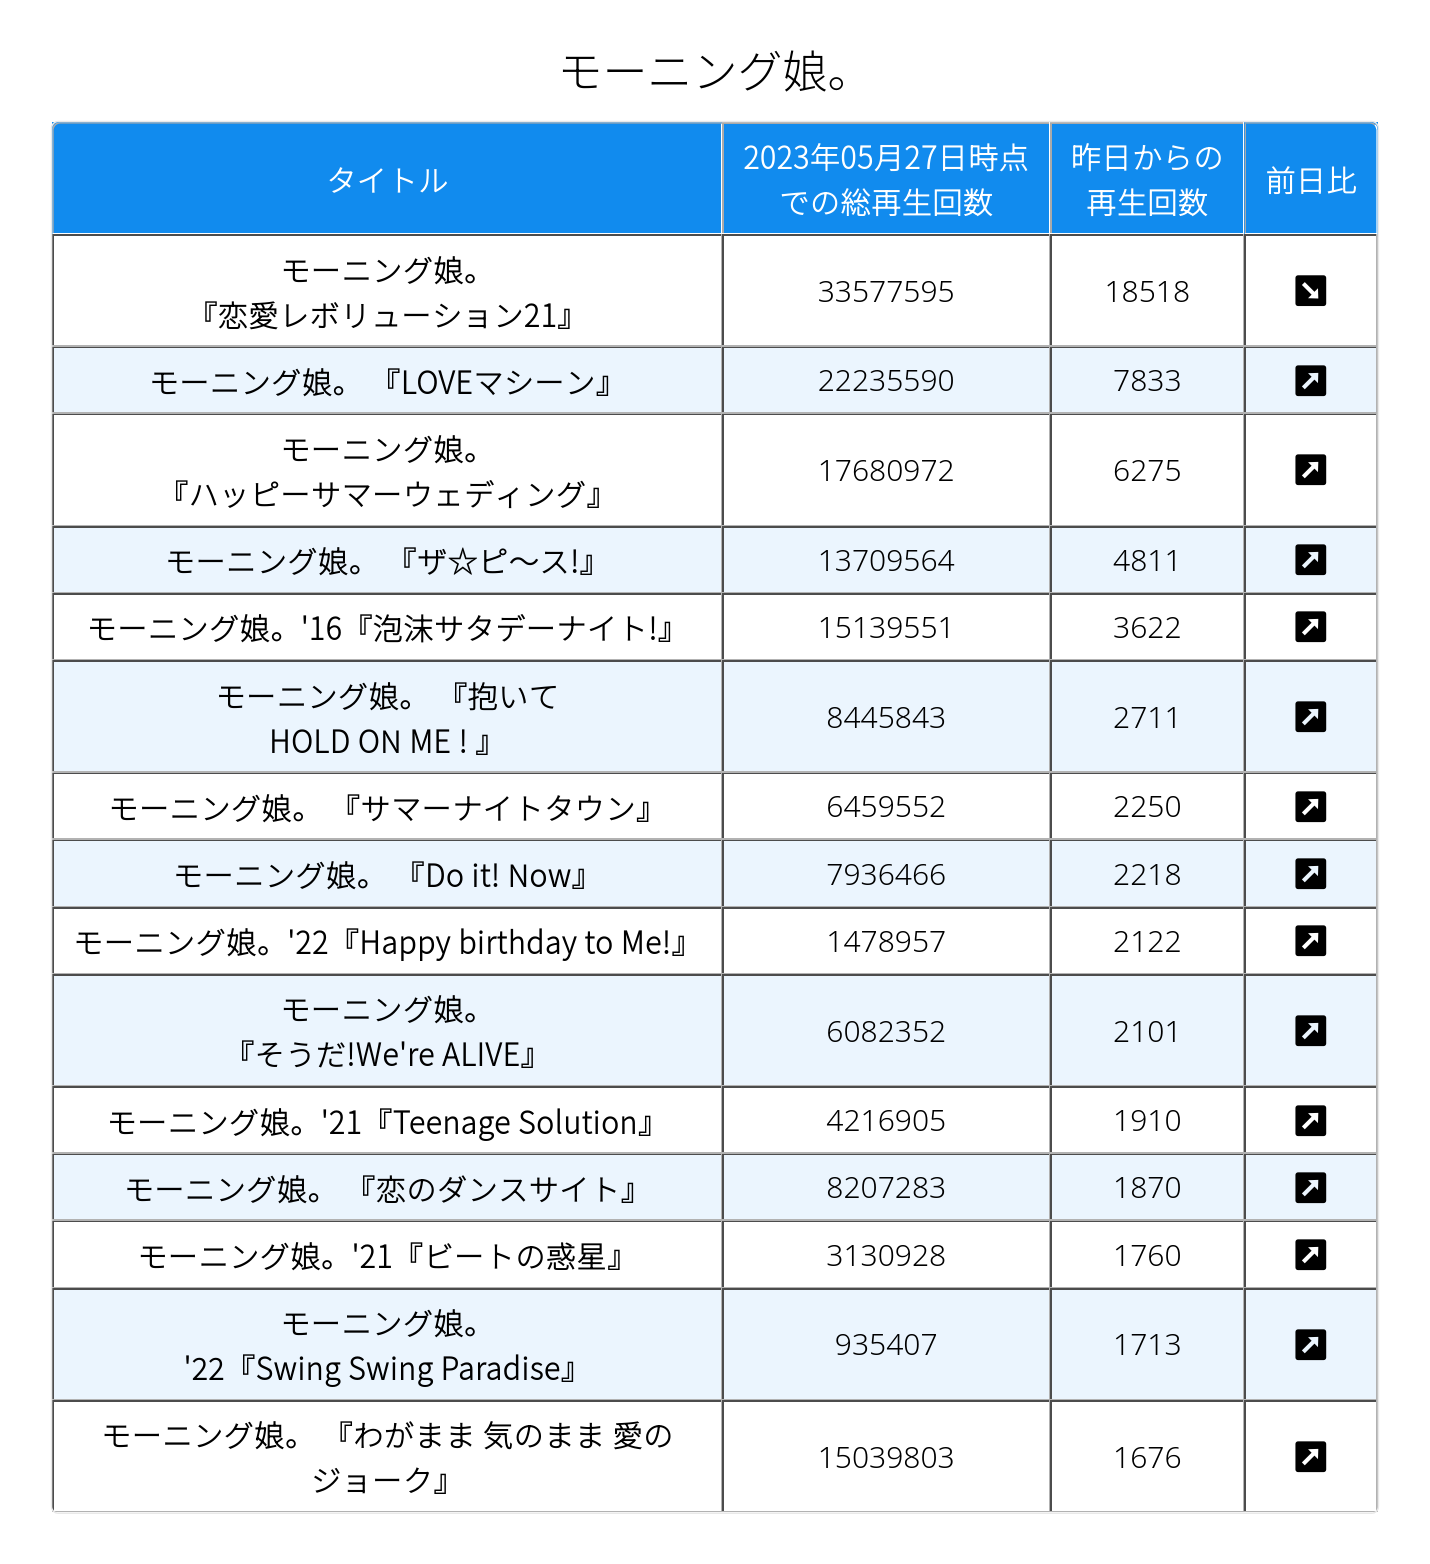 モーニング娘。
タイトル
2023年05月27日時点
での総再生回数
昨日からの
再生回数
前日比
モーニング娘。
『恋愛レボリューション21』
33577595
18518
モーニング娘。 『LOVEマシーン』
22235590
7833
モーニング娘。
『ハッピーサマーウェディング』
17680972
6275
モーニング娘。 『ザ☆ピ～ス!』
13709564
4811
モーニング娘。'16『泡沫サタデーナイト!』
15139551
3622
モーニング娘。 『抱いて
HOLD ON ME ! 』
8445843
2711
モーニング娘。 『サマーナイトタウン』
6459552
2250
モーニング娘。 『Do it! Now』
7936466
2218
モーニング娘。'22『Happy birthday to Me!』
1478957
2122
モーニング娘。
『そうだ!We're ALIVE』
6082352
2101
モーニング娘。'21『Teenage Solution』
4216905
1910
モーニング娘。 『恋のダンスサイト』
8207283
1870
モーニング娘。'21『ビートの惑星』
3130928
1760
モーニング娘。
'22『Swing Swing Paradise』
935407
1713
モーニング娘。 『わがまま 気のまま 愛の
ジョーク』
15039803
1676